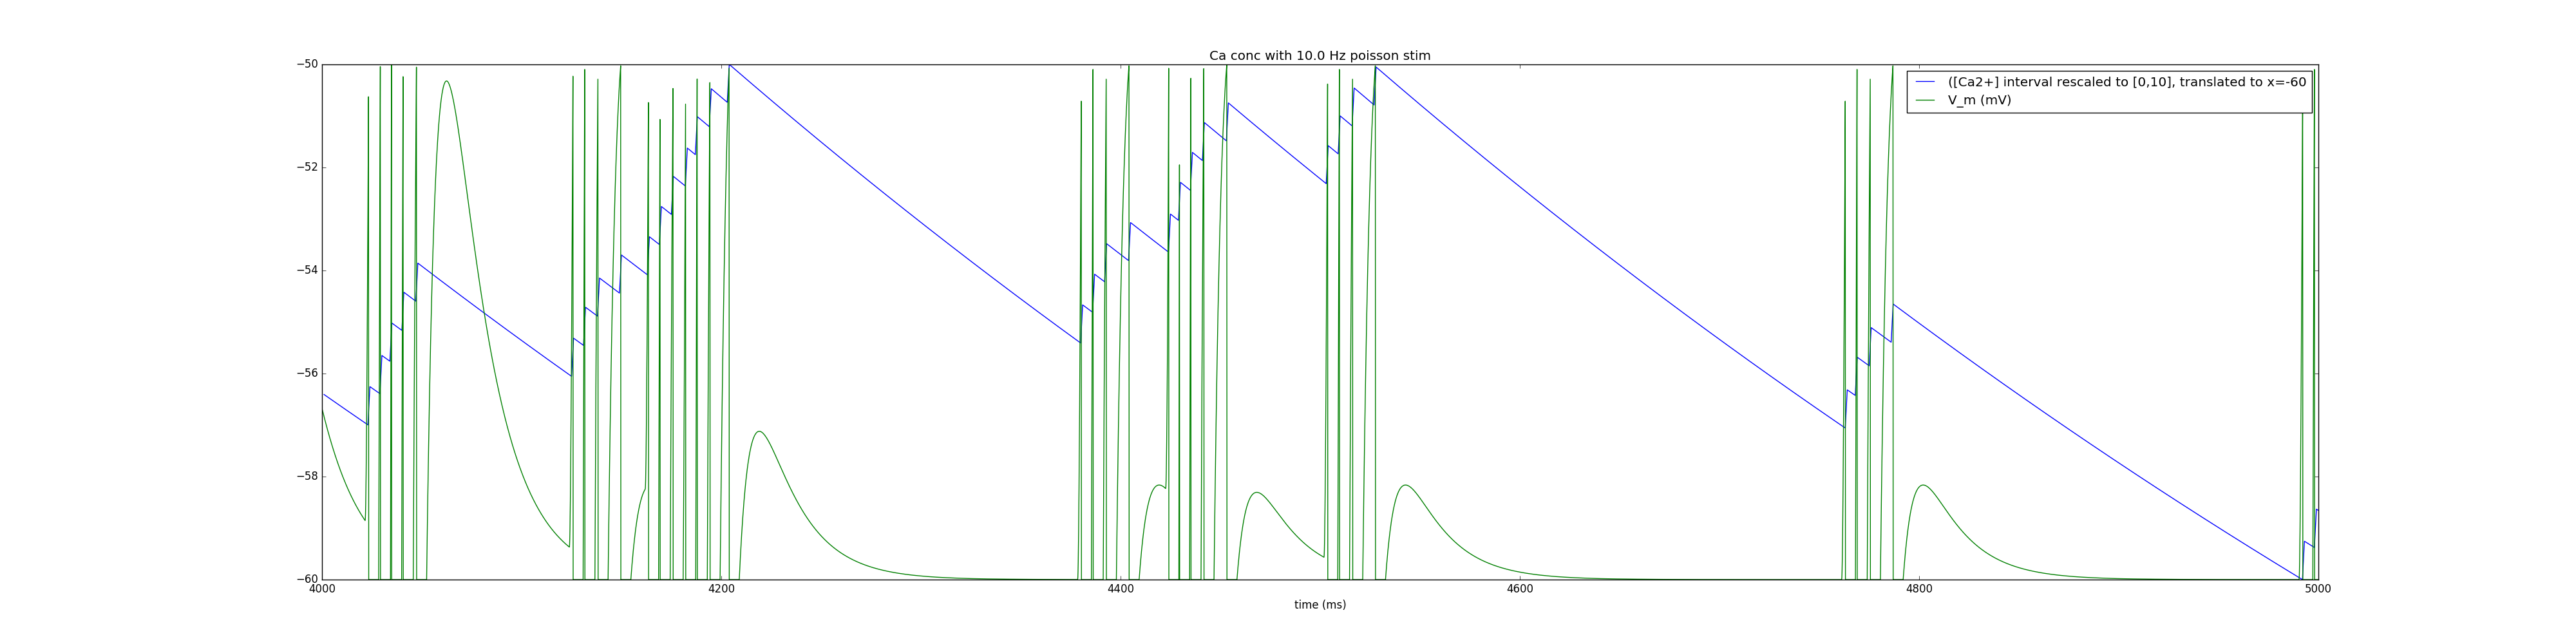 Ca conc with 10.0 Hz poisson stim
([Ca2+] interval rescaled to [0,10], translated to x=-60
V_m (mV)
−50
−52
−54
−56
−58
−60
4000 4200 4400 4600 4800 5000
time (ms)